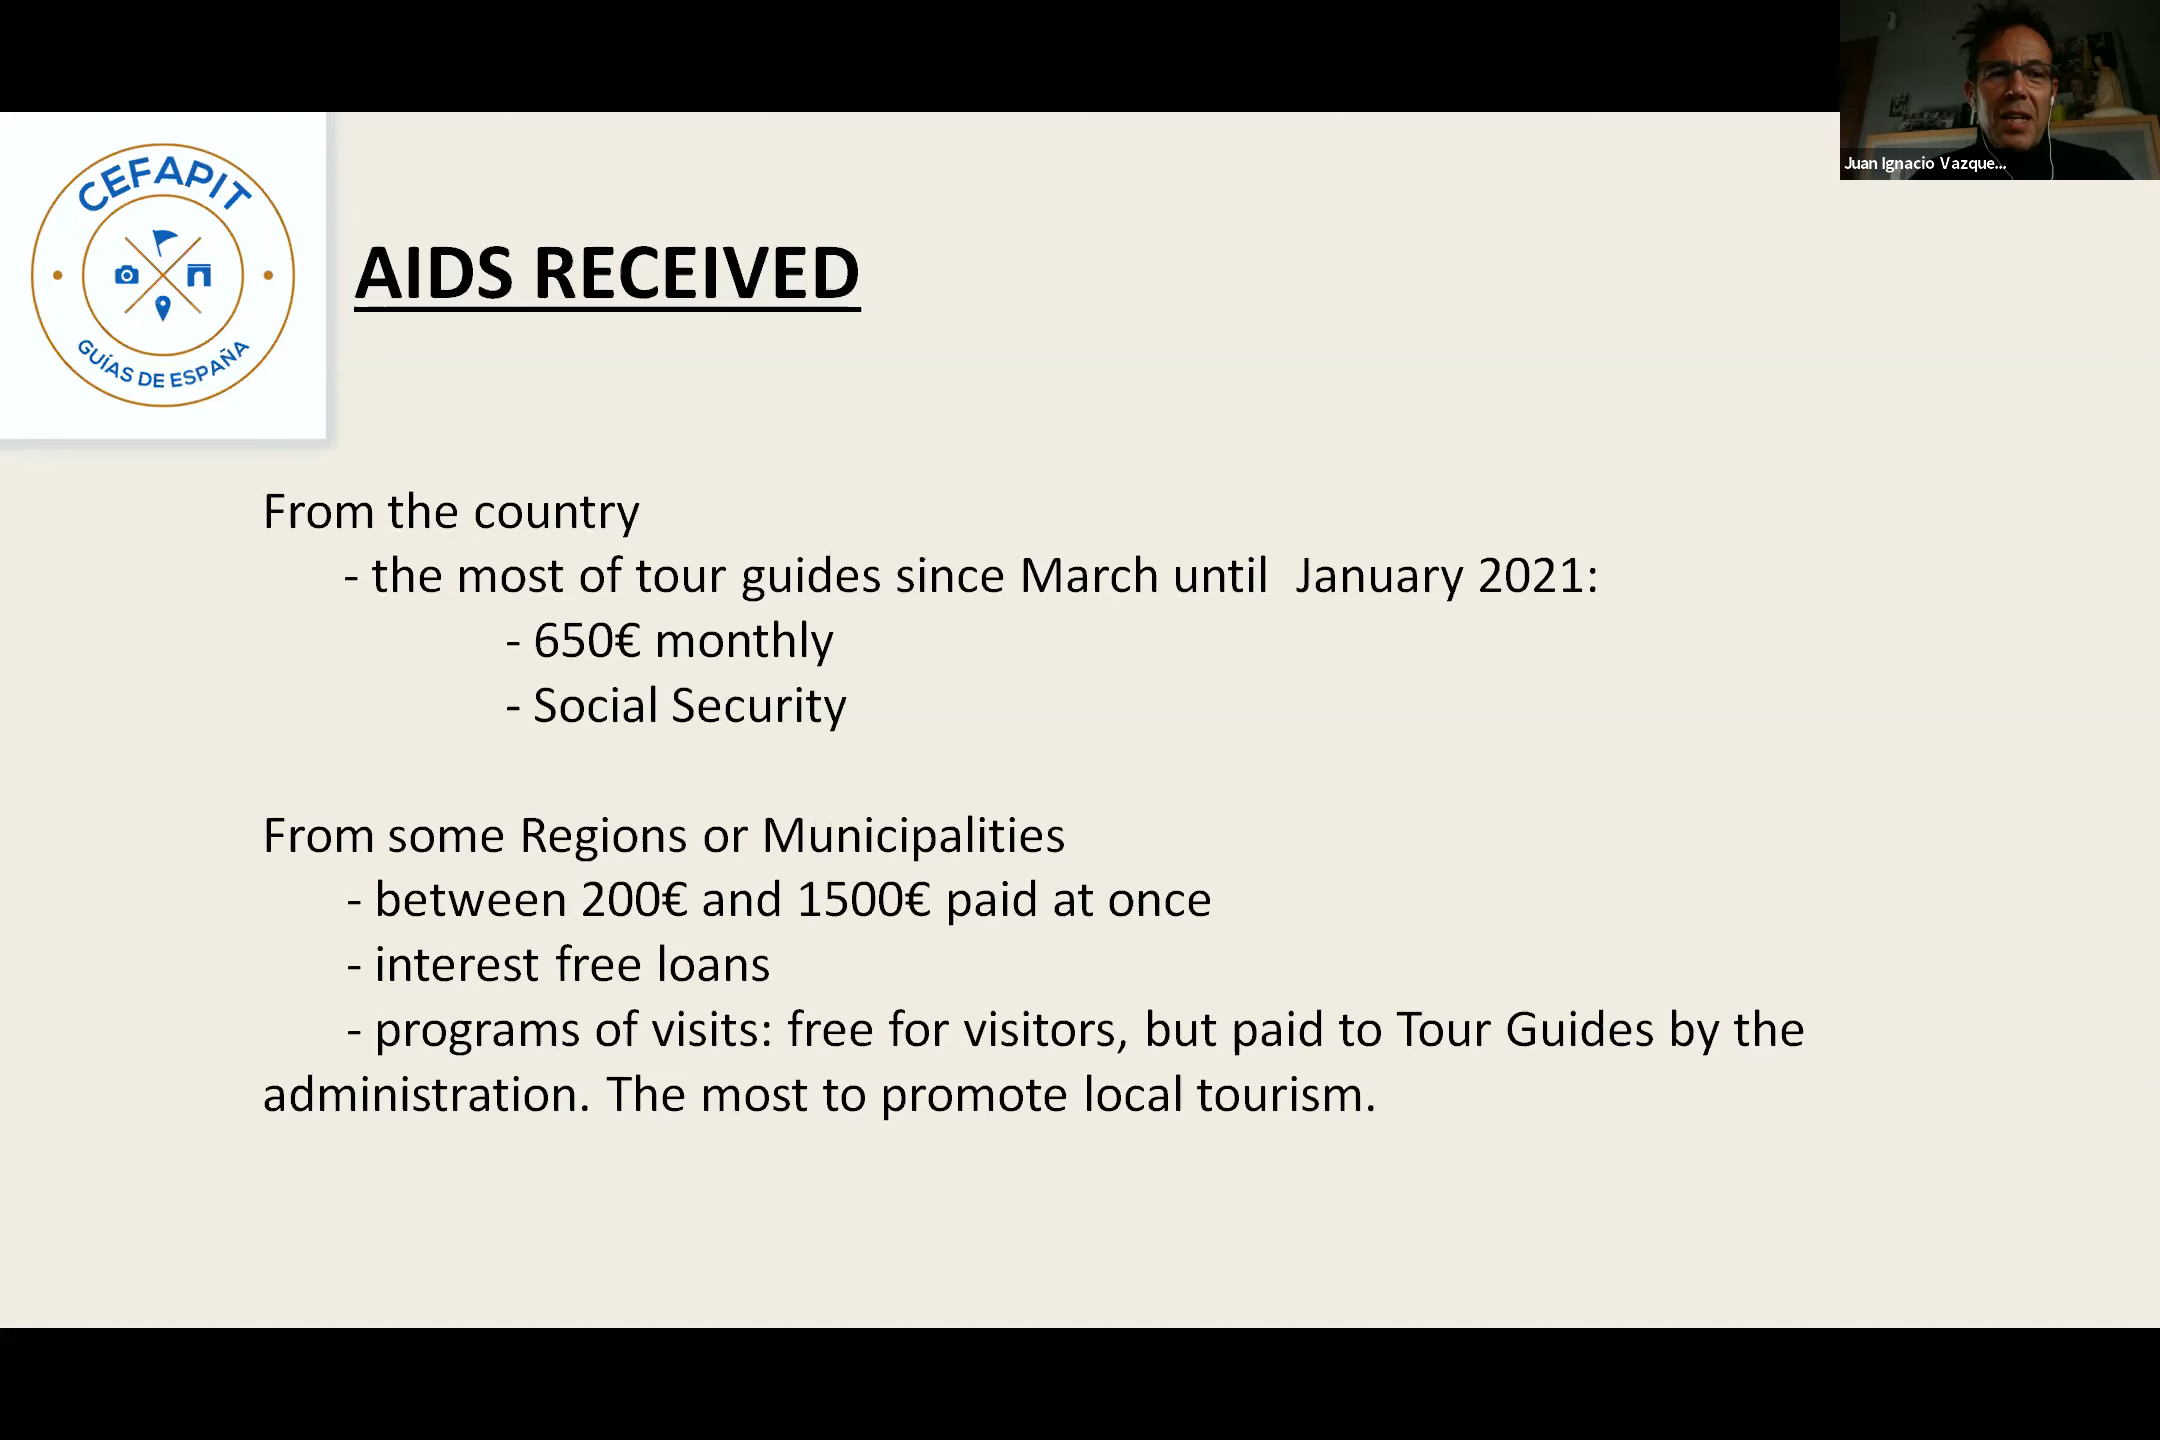 Juan Ignacio Vazque...
CEFAPIT
GUÍAS DE ESPAÑA
AIDS RECEIVED
From the country
- the most of tour guides since March until  January 2021:
- 650€ monthly
- Social Security
From some Regions or Municipalities
- between 200€ and 1500€ paid at once
- interest free loans
- programs of visits: free for visitors, but paid to Tour Guides by the
administration. The most to promote local tourism.